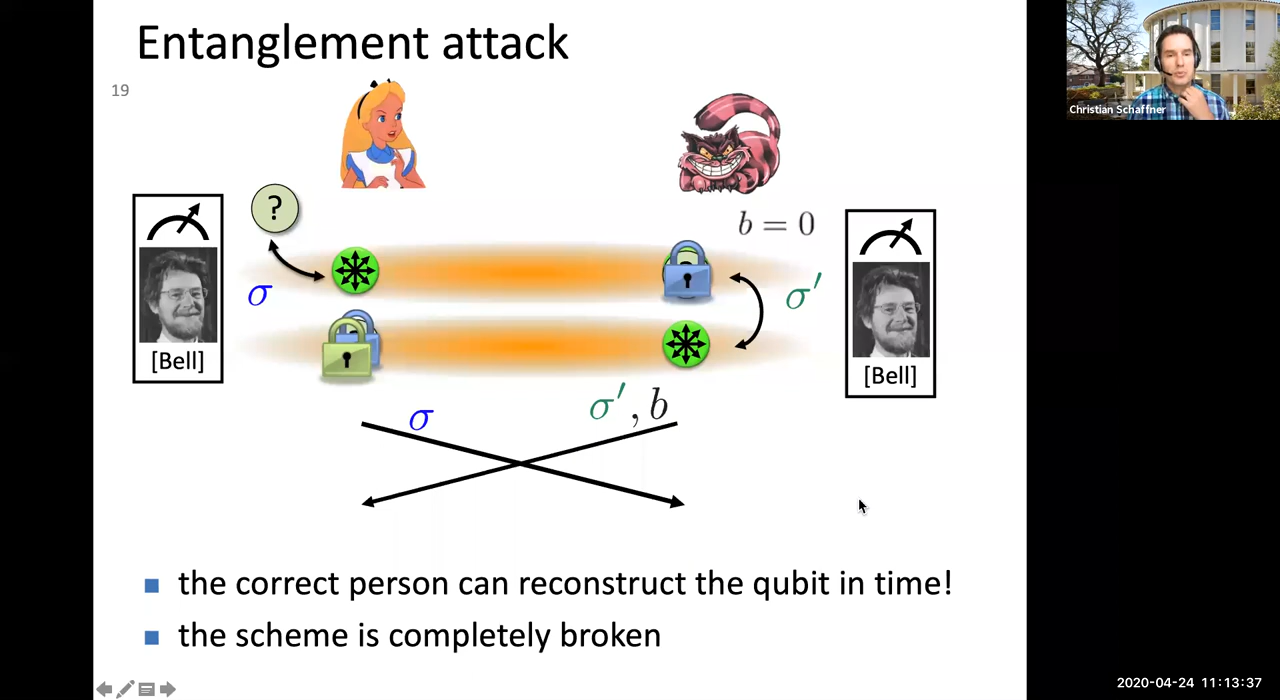 Entanglement attack
19
Christian Schaffner
?
b = 0
σ
σ′
[Bell]
[Bell]
σ
σ′, b
the correct person can reconstruct the qubit in time!
the scheme is completely broken
2020-04-24 11:13:37